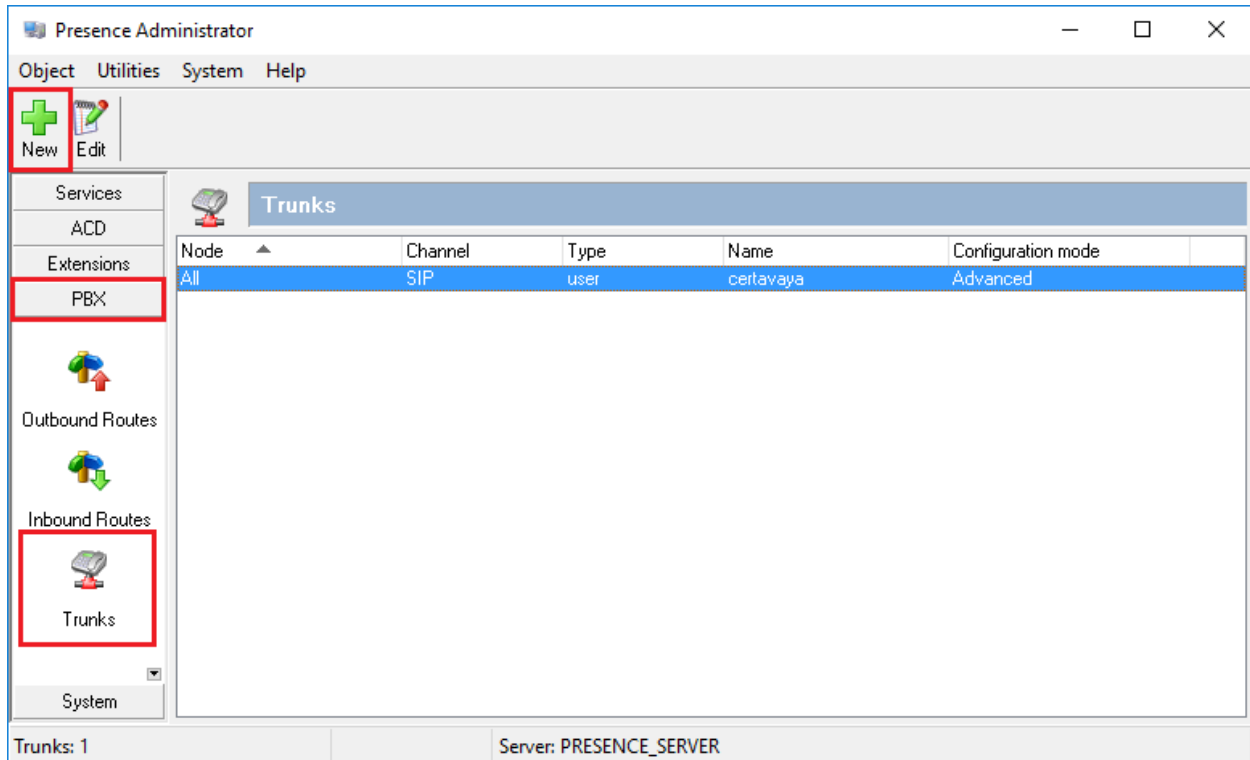 Presence Administrator
Object Utilities System Help
New Edit
Services
ACD
Extensions
PBX
Outbound Routes
Inbound Routes
Trunks
System
Trunks
Node Channel Type Name Configuration mode
All SIP user certavaya Advanced
Trunks: 1 Server: PRESENCE_SERVER